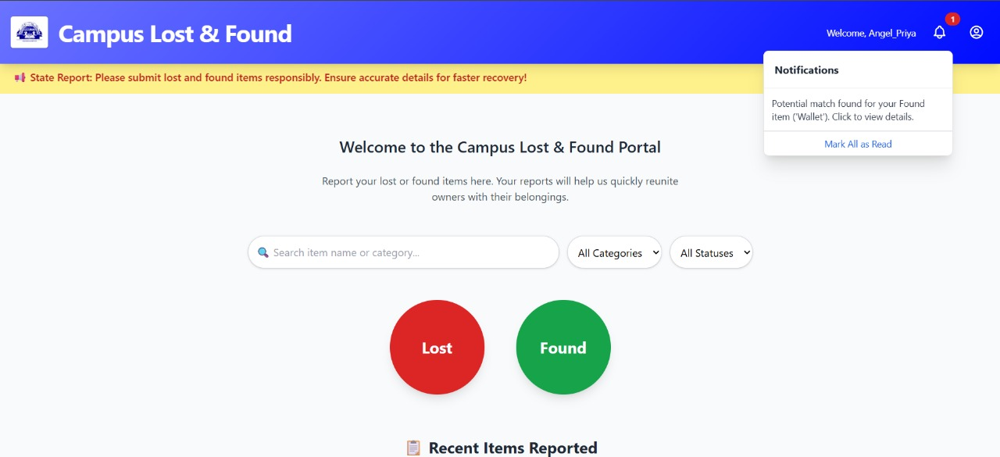 Campus Lost & Found
Welcome, Angel_Priya
1
📢 State Report: Please submit lost and found items responsibly. Ensure accurate details for faster recovery!
Notifications
Potential match found for your Found
item ('Wallet'). Click to view details.
Mark All as Read
Welcome to the Campus Lost & Found Portal
Report your lost or found items here. Your reports will help us quickly reunite
owners with their belongings.
🔍 Search item name or category...
All Categories
All Statuses
Lost
Found
📋 Recent Items Reported